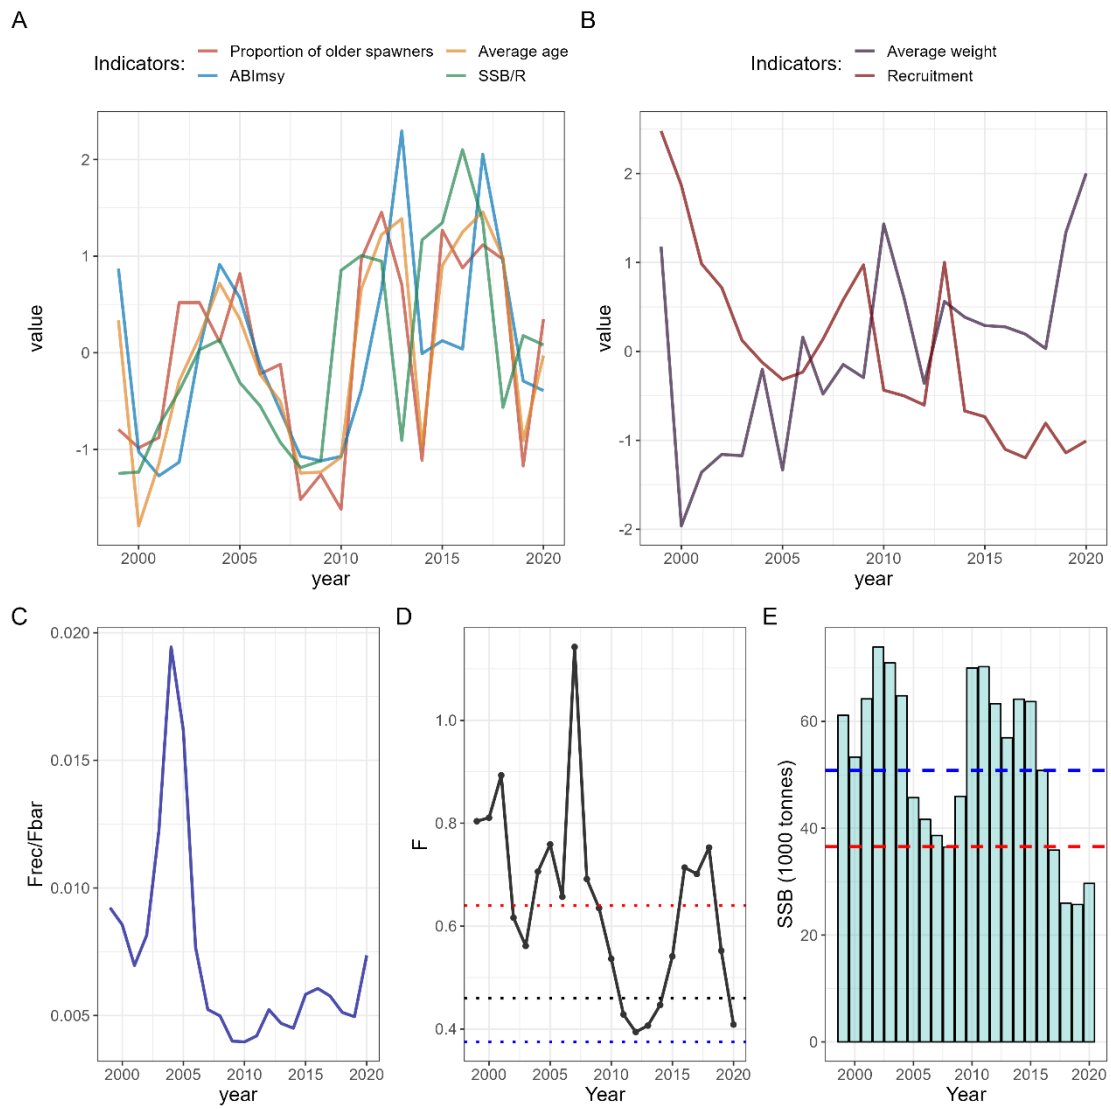 A
Indicators:
Proportion of older spawners
Average age
ABImsy
SSB/R
value
2
1
0
-1
2000
2005
2010
2015
2020
year
B
Indicators:
Average weight
Recruitment
value
2
1
0
-1
-2
2000
2005
2010
2015
2020
year
C
Frec/Fbar
0.020
0.015
0.010
0.005
2000
2005
2010
2015
2020
year
D
F
1.0
0.8
0.6
0.4
2000
2005
2010
2015
2020
Year
E
SSB (1000 tonnes)
60
40
20
0
2000
2005
2010
2015
2020
Year